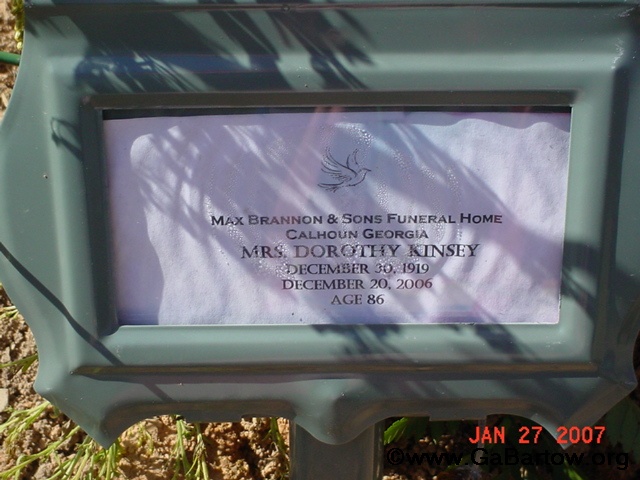 Max Brannon & Sons Funeral Home
Calhoun Georgia
Mrs. Dorothy Kinsey
December 30, 1919
December 20, 2006
Age 86
JAN 27 2007
©www.GaBartow.org